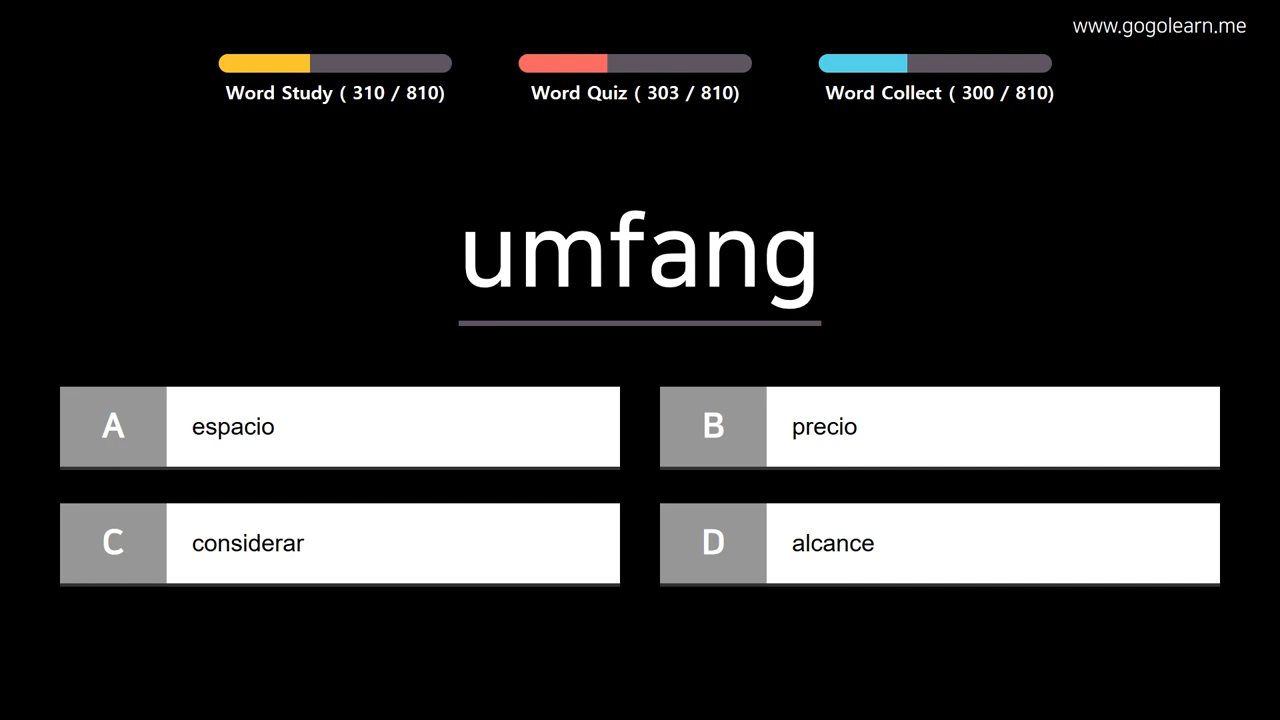 www.gogolearn.me
Word Study ( 310 / 810)
Word Quiz ( 303 / 810)
Word Collect ( 300 / 810)
umfang
A espacio
B precio
C considerar
D alcance